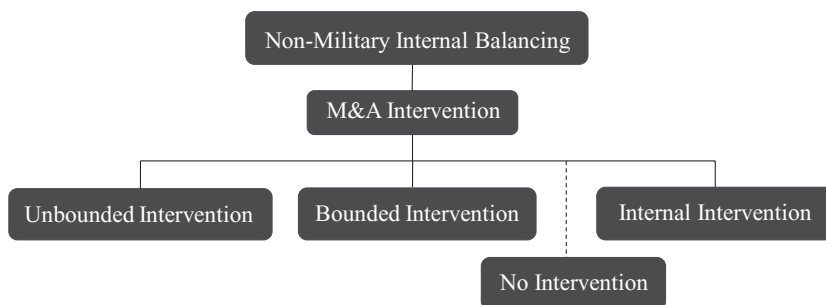 Non-Military Internal Balancing
M&A Intervention
Unbounded Intervention
Bounded Intervention
Internal Intervention
No Intervention